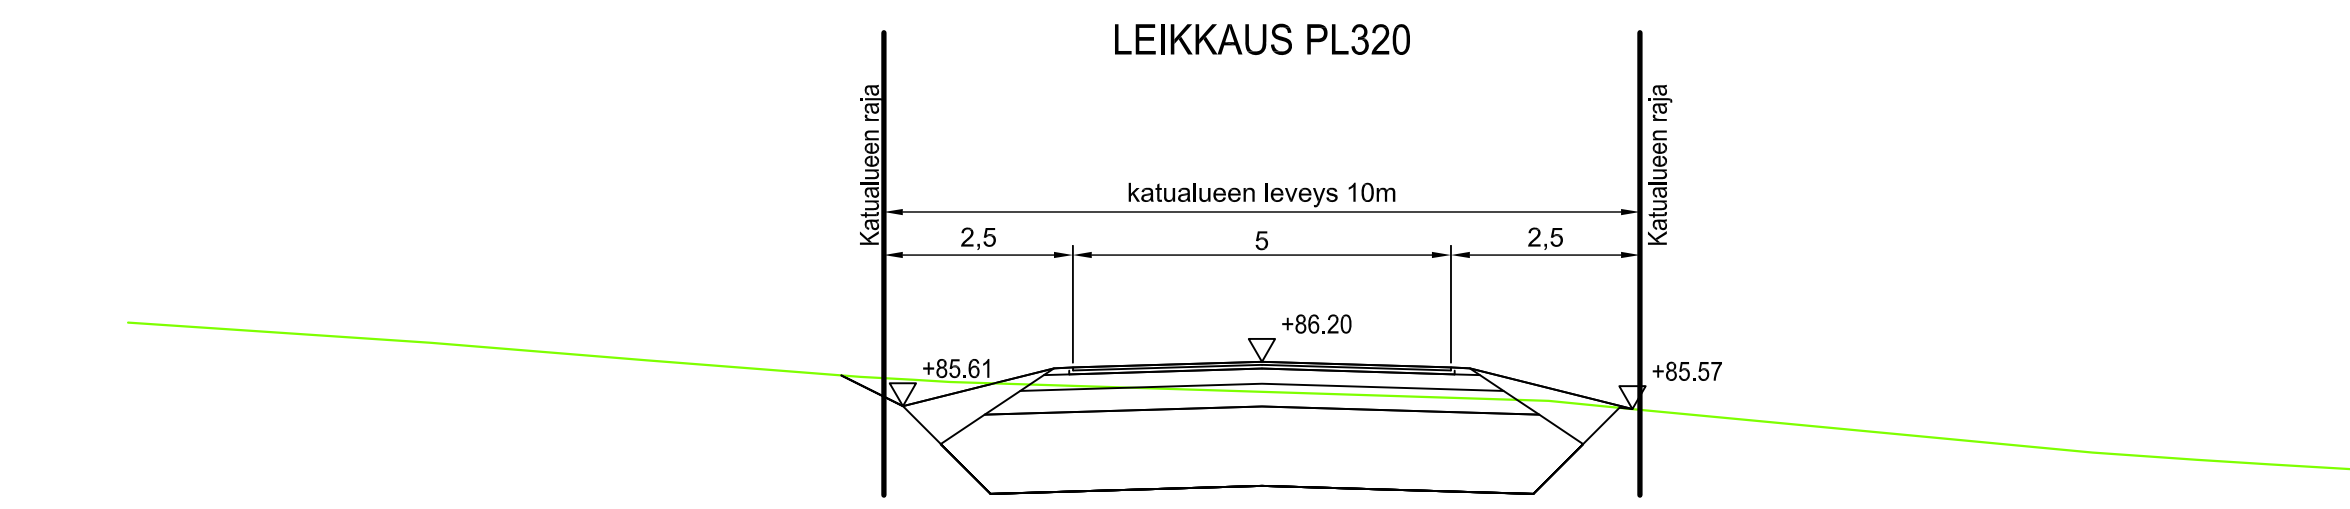 LEIKKAUS PL320
Katualueen raja
Katualueen raja
katualueen leveys 10m
2,5
5
2,5
+86.20
+85.61
+85.57